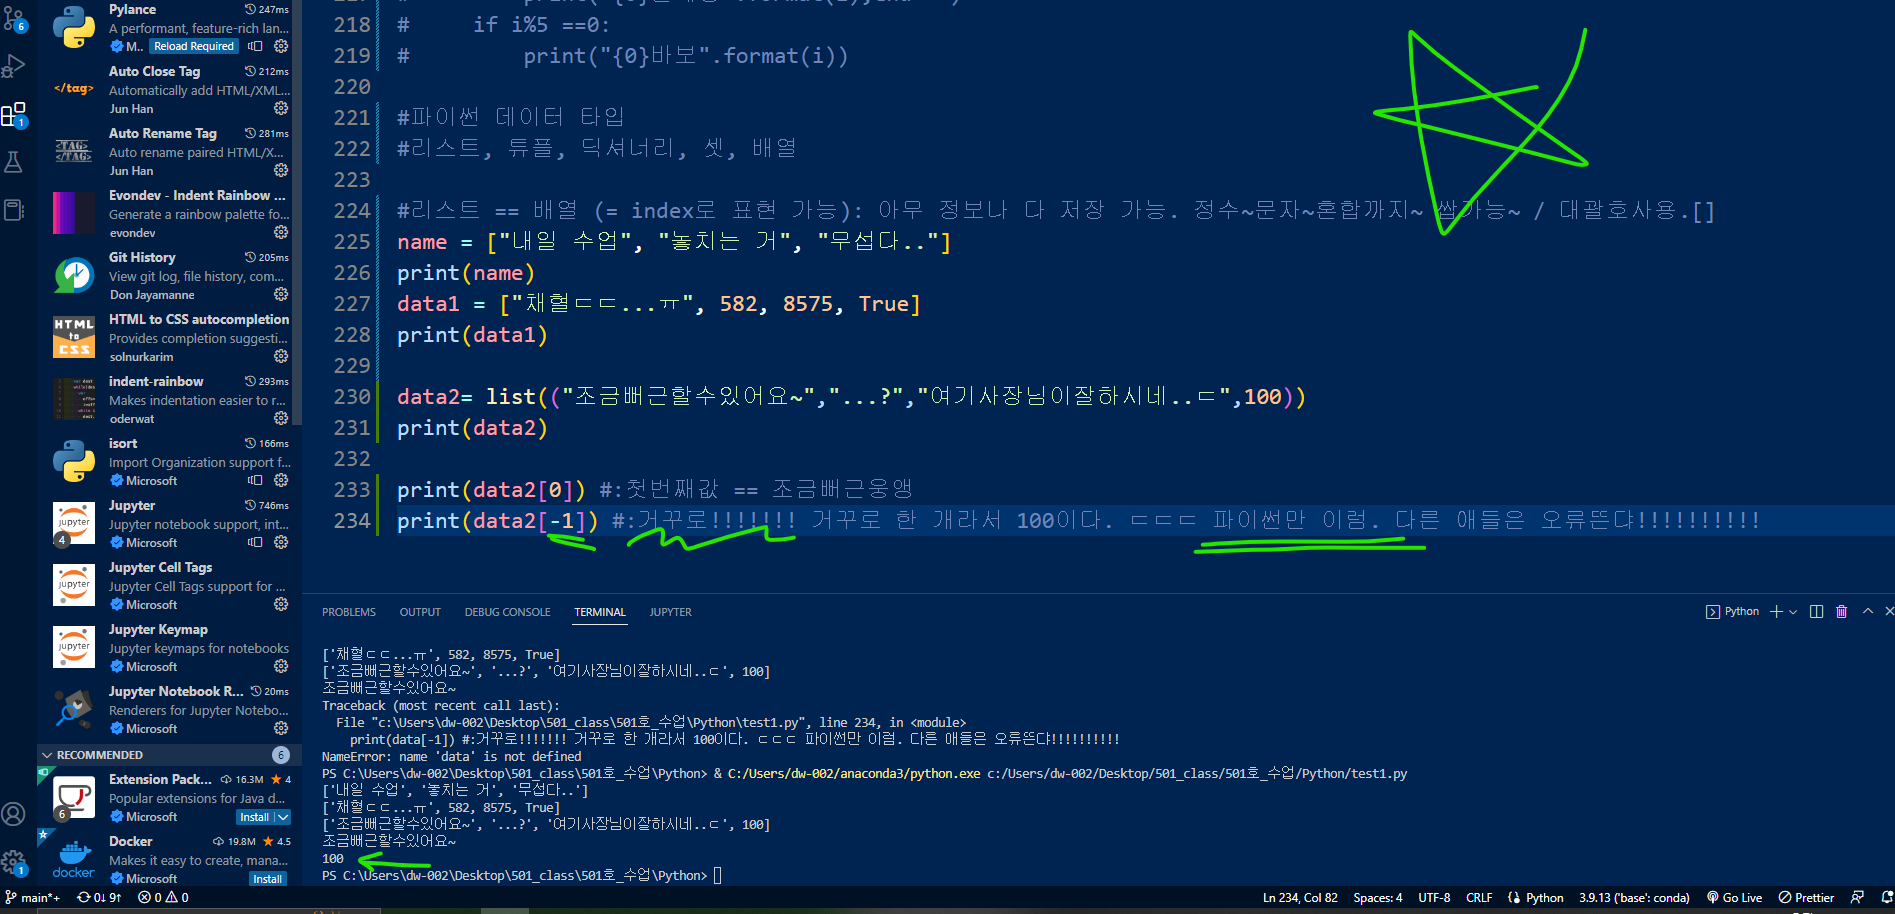 Pylance 247ms
A performant, feature-rich lan...
M.. Reload Required
Auto Close Tag 212ms
Automatically add HTML/XML...
Jun Han
Auto Rename Tag 281ms
Auto rename paired HTML/X...
Jun Han
Evondev - Indent Rainbow ...
Generate a rainbow palette fo...
evondev
Git History 205ms
View git log, file history, com...
Don Jayamanne
HTML to CSS autocompletion
Provides completion suggesti...
solnurkarim
indent-rainbow 293ms
Makes indentation easier to r...
oderwat
isort 166ms
Import Organization support f...
Microsoft
Jupyter 746ms
Jupyter notebook support, int...
Microsoft
Jupyter Cell Tags
Jupyter Cell Tags support for ...
Microsoft
Jupyter Keymap
Jupyter keymaps for notebooks
Microsoft
Jupyter Notebook R... 20ms
Renderers for Jupyter Notebo...
Microsoft
RECOMMENDED 6
Extension Pack... 16.3M 4
Popular extensions for Java d...
Microsoft Install
Docker 19.8M 4.5
Makes it easy to create, mana...
Microsoft Install
218 # if i%5 ==0:
219 # print("{0}바보".format(i))
220
221 #파이썬 데이터 타입
222 #리스트, 튜플, 딕셔너리, 셋, 배열
223
224 #리스트 == 배열 (= index로 표현 가능): 아무 정보나 다 저장 가능. 정수~문자~혼합까지~ 쌉가능~ / 대괄호사용.[]
225 name = ["내일 수업", "놓치는 거", "무섭다.."]
226 print(name)
227 data1 = ["채혈ㄷㄷ...ㅠ", 582, 8575, True]
228 print(data1)
229
230 data2= list(("조금뻐근할수있어요~","...?","여기사장님이잘하시네..ㄷ",100))
231 print(data2)
232
233 print(data2[0]) #:첫번째값 == 조금뻐근웅앵
234 print(data2[-1]) #:거꾸로!!!!!!! 거꾸로 한 개라서 100이다. ㄷㄷㄷ 파이썬만 이럼. 다른 애들은 오류뜬댜!!!!!!!!!!
PROBLEMS OUTPUT DEBUG CONSOLE TERMINAL JUPYTER
Python
['채혈ㄷㄷ...ㅠ', 582, 8575, True]
['조금뻐근할수있어요~', '...?', '여기사장님이잘하시네..ㄷ', 100]
조금뻐근할수있어요~
Traceback (most recent call last):
File "c:\Users\dw-002\Desktop\501_class\501호_수업\Python\test1.py", line 234, in <module>
print(data[-1]) #:거꾸로!!!!!!! 거꾸로 한 개라서 100이다. ㄷㄷㄷ 파이썬만 이럼. 다른 애들은 오류뜬댜!!!!!!!!!!
NameError: name 'data' is not defined
PS C:\Users\dw-002\Desktop\501_class\501호_수업\Python> & C:/Users/dw-002/anaconda3/python.exe c:/Users/dw-002/Desktop/501_class/501호_수업/Python/test1.py
['내일 수업', '놓치는 거', '무섭다..']
['채혈ㄷㄷ...ㅠ', 582, 8575, True]
['조금뻐근할수있어요~', '...?', '여기사장님이잘하시네..ㄷ', 100]
조금뻐근할수있어요~
100
PS C:\Users\dw-002\Desktop\501_class\501호_수업\Python>
main*+ 0↓ 9↑ 0 0 Ln 234, Col 82 Spaces: 4 UTF-8 CRLF Python 3.9.13 ('base': conda) Go Live Prettier